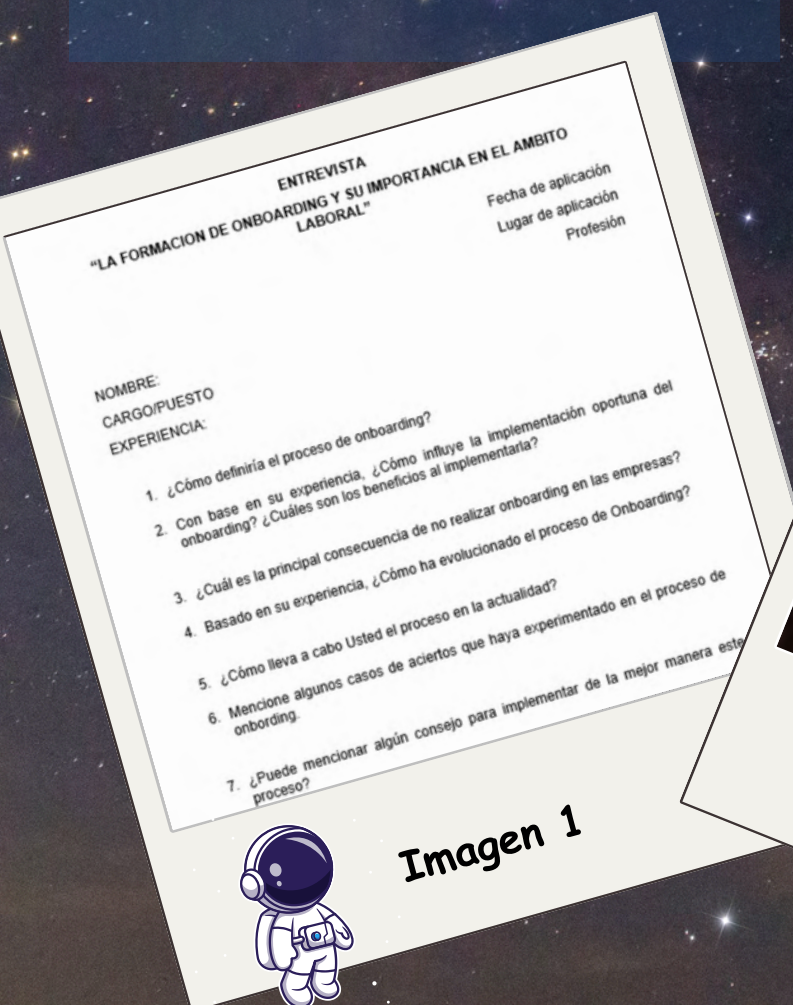 ENTREVISTA
“LA FORMACION DE ONBOARDING Y SU IMPORTANCIA EN EL AMBITO
LABORAL”
Fecha de aplicación
Lugar de aplicación
Profesión
NOMBRE:
CARGO/PUESTO
EXPERIENCIA:
1. ¿Cómo definiría el proceso de onboarding?
2. Con base en su experiencia, ¿Cómo influye la implementación oportuna del
onboarding? ¿Cuáles son los beneficios al implementarla?
3. ¿Cuál es la principal consecuencia de no realizar onboarding en las empresas?
4. Basado en su experiencia, ¿Cómo ha evolucionado el proceso de Onboarding?
5. ¿Cómo lleva a cabo Usted el proceso en la actualidad?
6. Mencione algunos casos de aciertos que haya experimentado en el proceso de
onbording.
7. ¿Puede mencionar algún consejo para implementar de la mejor manera este
proceso?
Imagen 1